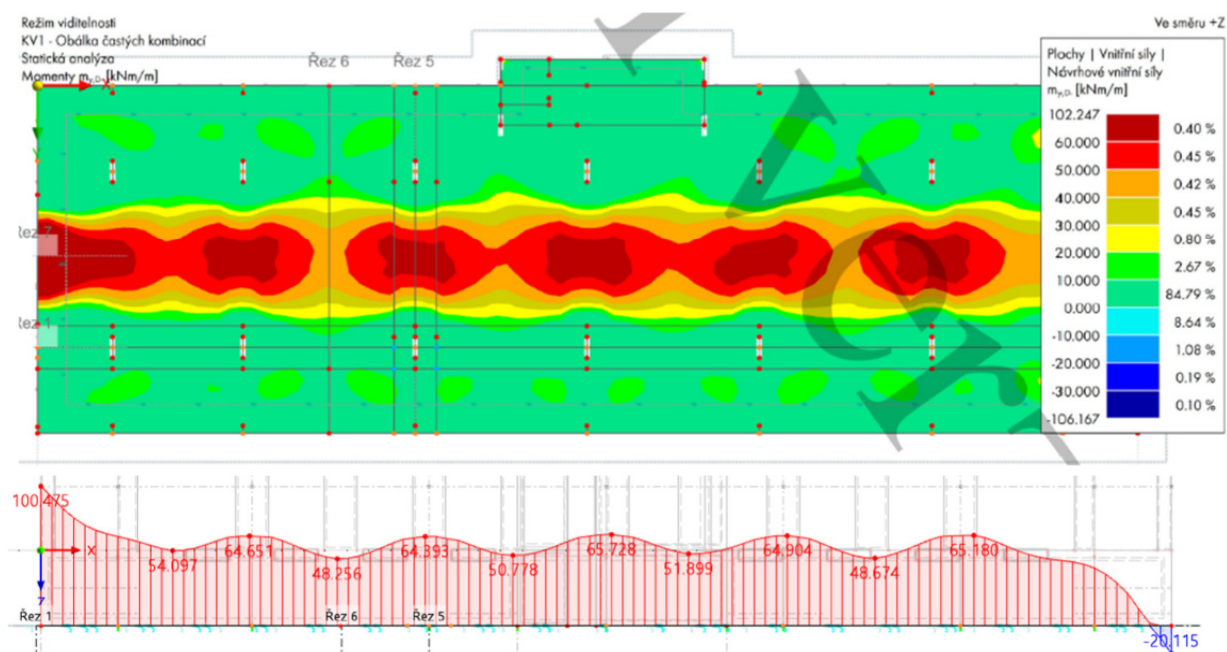 Režim viditelnosti
KV1 - Obálka častých kombinací
Statická analýza
Momenty my,D- [kNm/m]
Ve směru +Z
Řez 6
Řez 5
X
Plochy | Vnitřní síly |
Návrhové vnitřní síly
my,D- [kNm/m]
102.247
0.40 %
60.000
0.45 %
50.000
0.42 %
40.000
0.45 %
30.000
0.80 %
20.000
2.67 %
10.000
84.79 %
0.000
8.64 %
-10.000
1.08 %
-20.000
0.19 %
-30.000
0.10 %
-106.167
100.475
X
54.097
64.651
48.256
64.393
50.778
65.728
51.899
64.904
48.674
65.180
Z
Řez 1
Řez 6
Řez 5
-20.115